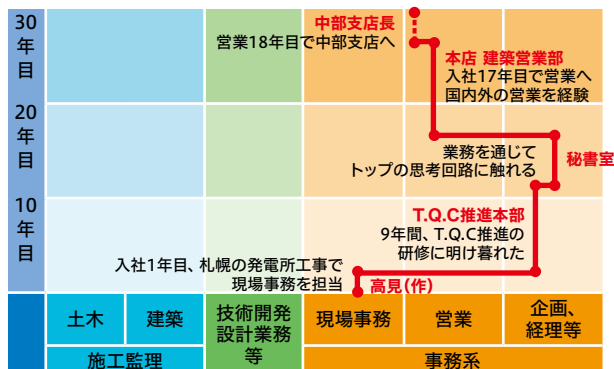 30
年
目
中部支店長
営業18年目で中部支店へ
本店 建築営業部
入社17年目で営業へ
国内外の営業を経験
20
年
目
業務を通じて
トップの思考回路に触れる
秘書室
10
年
目
T.Q.C推進本部
9年間、T.Q.C推進の
研修に明け暮れた
入社1年目、札幌の発電所工事で
現場事務を担当
高見(作)
土木
建築
技術開発
設計業務
等
現場事務
営業
企画、
経理等
施工監理
事務系